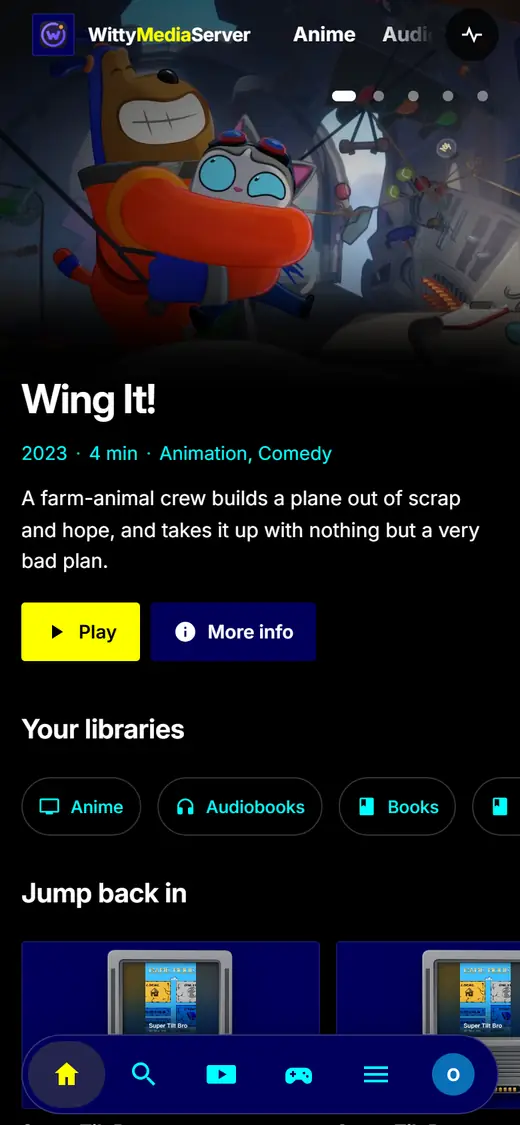 WittyMediaServer Anime Audi
Wing It!
2023 · 4 min · Animation, Comedy
A farm-animal crew builds a plane out of scrap
and hope, and takes it up with nothing but a very
bad plan.
Play More info
Your libraries
Anime Audiobooks Books
Jump back in
Super Tilt Bro Super Tilt Bro
O